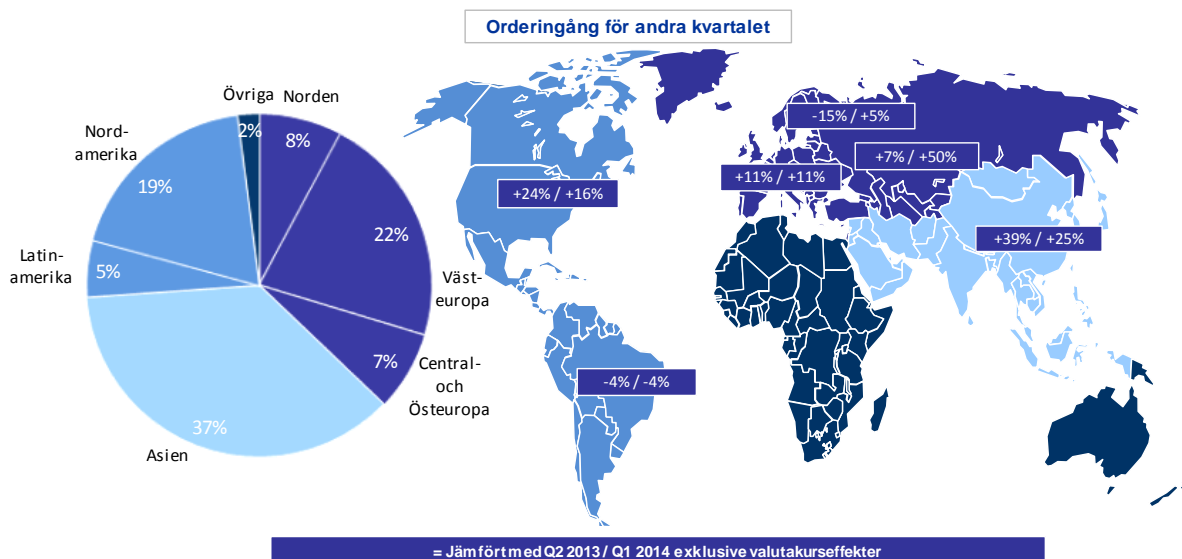 Orderingång för andra kvartalet
Övriga
Norden
Nord-
amerika
2%
8%
19%
22%
Latin-
amerika
5%
Väst-
europa
7%
Central-
och
Östeuropa
37%
Asien
-15% / +5%
+7% / +50%
+11% / +11%
+24% / +16%
+39% / +25%
-4% / -4%
= Jämfört med Q2 2013 / Q1 2014 exklusive valutakurseffekter